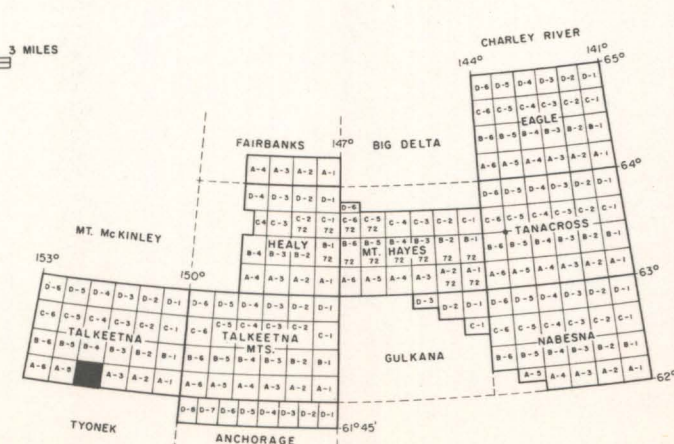 3 MILES
CHARLEY RIVER
144° 141°
65°
D-6 D-5 D-4 D-3 D-2 D-1
C-6 C-5 C-4 C-3 C-2 C-1
EAGLE
B-6 B-5 B-4 B-3 B-2 B-1
A-6 A-5 A-4 A-3 A-2 A-1
64°
FAIRBANKS 147° BIG DELTA
A-4 A-3 A-2 A-1
D-4 D-3 D-2 D-1
D-6
C4 C-3 C-2 72 C-1 72 C-6 72 C-5 72 C-4 C-3 C-2 C-1
HEALY
B-4 B-3 B-2 B-1 72
MT. HAYES
B-6 72 B-5 72 B-4 72 B-3 72 B-2 72 B-1 72
A-4 A-3 A-2 A-1 72 A-6 A-5 A-4 A-3 A-2 72 A-1 72
D-3 D-2 D-1
C-1
GULKANA
D-6 D-5 D-4 D-3 D-2 D-1
C-6 C-5 C-4 C-3 C-2 C-1
TANACROSS
B-6 B-5 B-4 B-3 B-2 B-1
A-6 A-5 A-4 A-3 A-2 A-1
63°
D-6 D-5 D-4 D-3 D-2 D-1
C-6 C-5 C-4 C-3 C-2 C-1
NABESNA
B-6 B-5 B-4 B-3 B-2 B-1
A-5 A-4 A-3 A-2 A-1
62°
MT. McKINLEY
153° 150°
D-6 D-5 D-4 D-3 D-2 D-1
C-6 C-5 C-4 C-3 C-2 C-1
TALKEETNA
B-6 B-5 B-4 B-3 B-2 B-1
A-6 A-5 A-3 A-2 A-1
D-6 D-5 D-4 D-3 D-2 D-1
C-6 C-5 C-4 C-3 C-2 C-1
TALKEETNA
MTS.
B-6 B-5 B-4 B-3 B-2 B-1
A-6 A-5 A-4 A-3 A-2 A-1
D-8 D-7 D-6 D-5 D-4 D-3 D-2 D-1
61°45'
TYONEK
ANCHORAGE